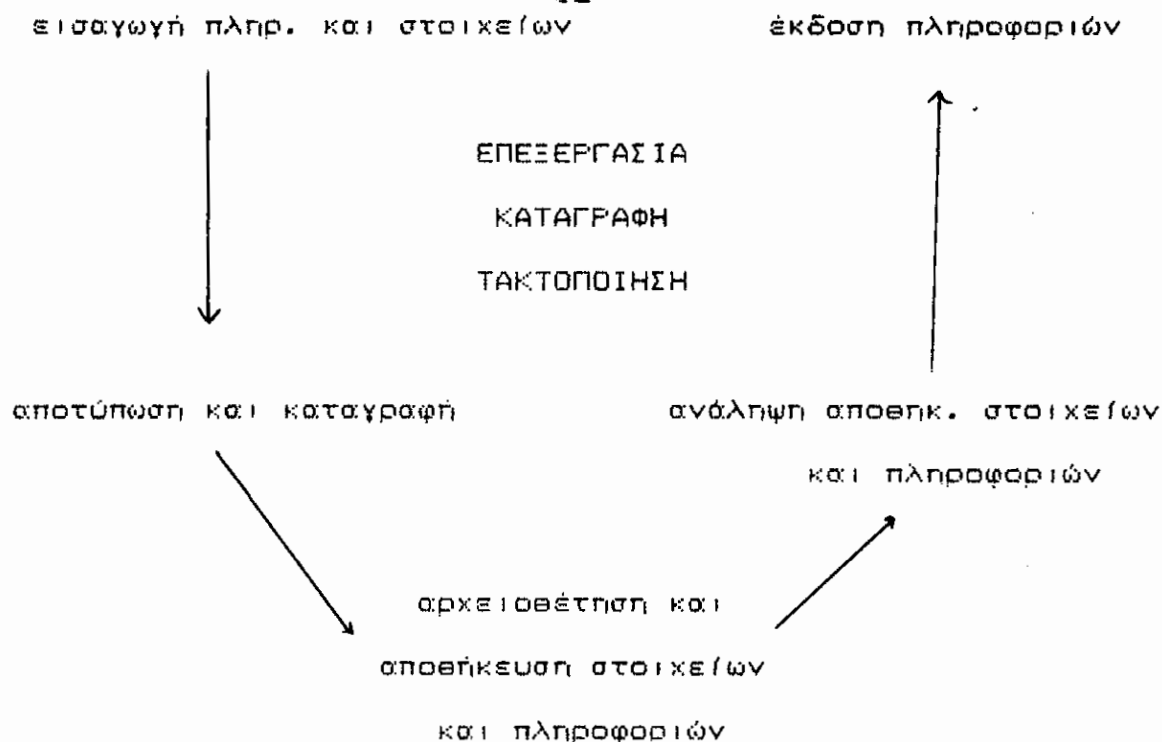 εισαγωγή πληρ. και στοιχείων
έκδοση πληροφοριών
ΕΠΕΞΕΡΓΑΣΙΑ
ΚΑΤΑΓΡΑΦΗ
ΤΑΚΤΟΠΟΙΗΣΗ
αποτύπωση και καταγραφή
ανάληψη αποθηκ. στοιχείων
και πληροφοριών
αρχειοθέτηση και
αποθήκευση στοιχείων
και πληροφοριών